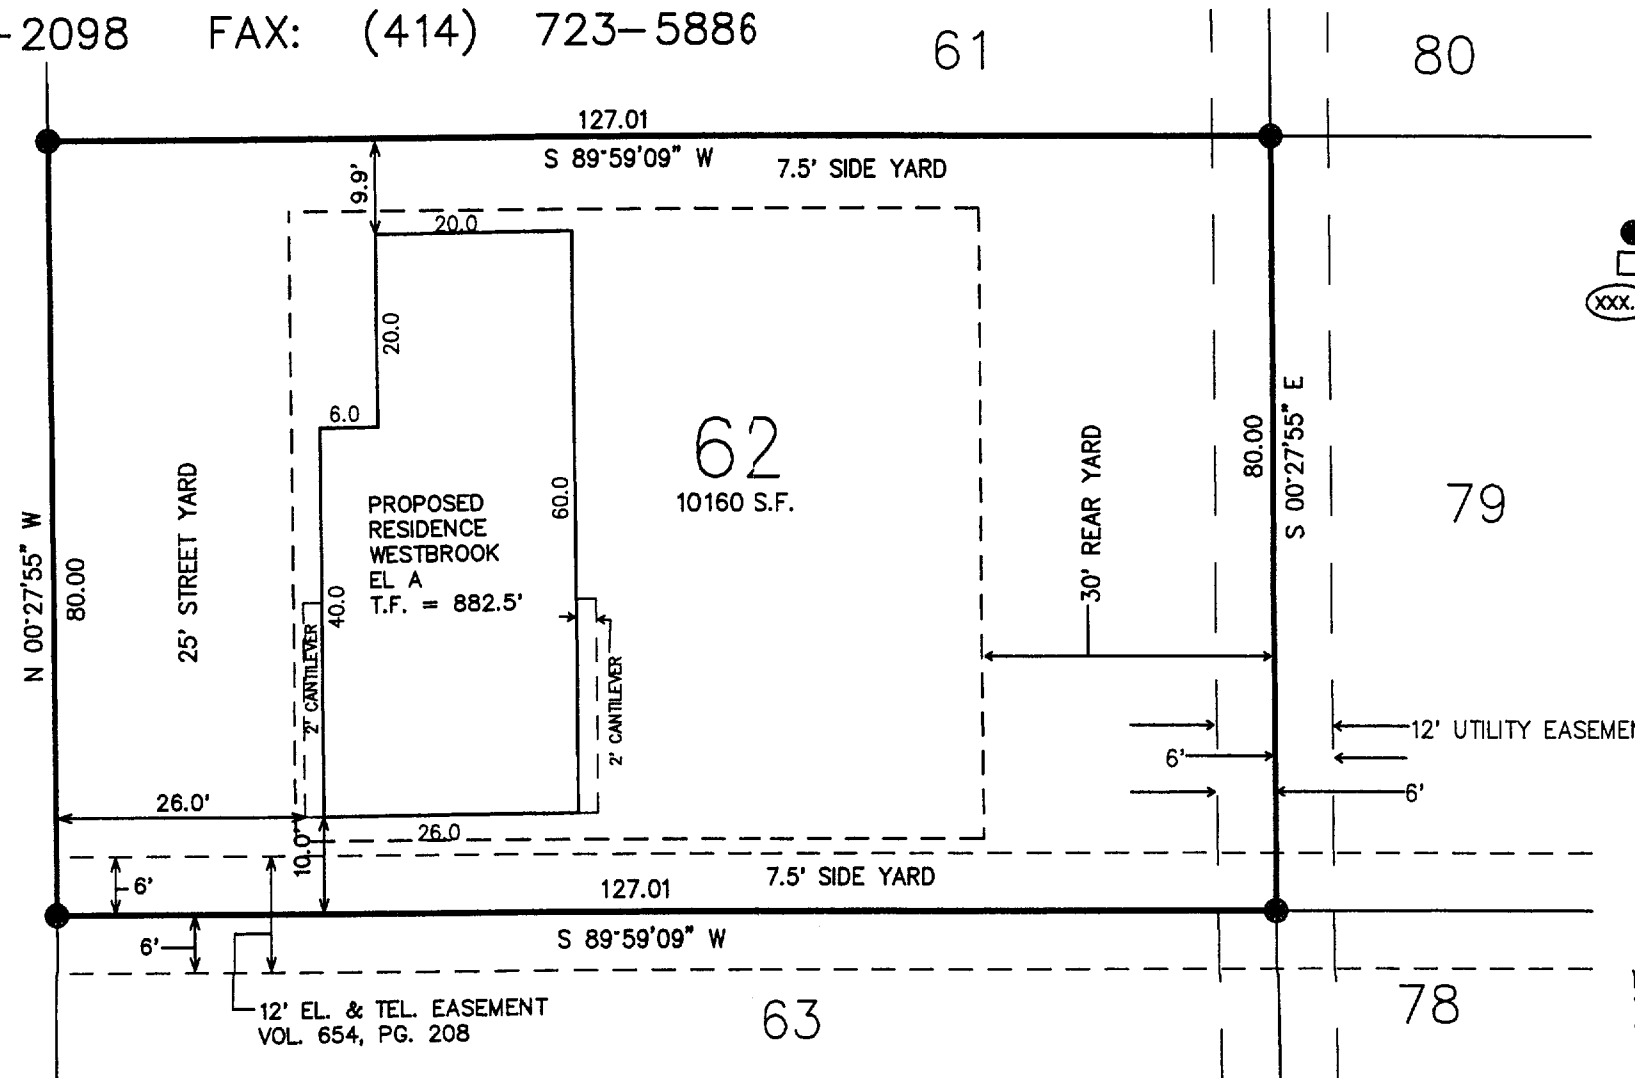 -2098 FAX: (414) 723-5886
61
80
127.01
S 89°59'09" W
7.5' SIDE YARD
9.9'
20.0
20.0
6.0
62
10160 S.F.
PROPOSED
RESIDENCE
WESTBROOK
EL A
T.F. = 882.5'
60.0
40.0
2' CANTILEVER
2' CANTILEVER
25' STREET YARD
N 00°27'55" W
80.00
30' REAR YARD
80.00
S 00°27'55" E
79
XXX.
12' UTILITY EASEMEN
6'
6'
26.0'
26.0
10.0'
7.5' SIDE YARD
6'
127.01
S 89°59'09" W
6'
12' EL. & TEL. EASEMENT
VOL. 654, PG. 208
63
78